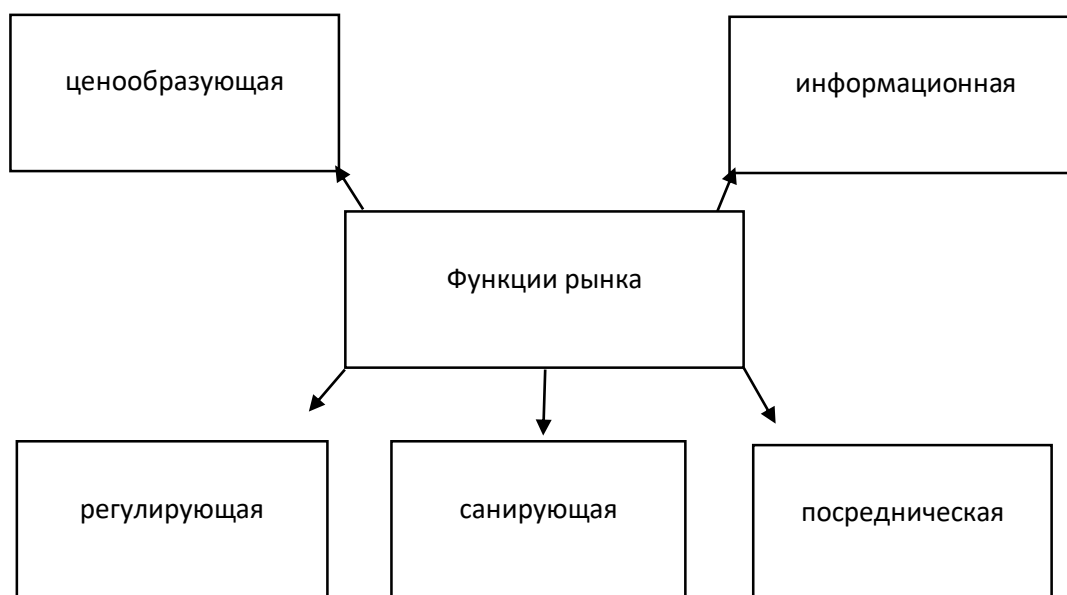 ценообразующая
информационная
Функции рынка
регулирующая
санирующая
посредническая